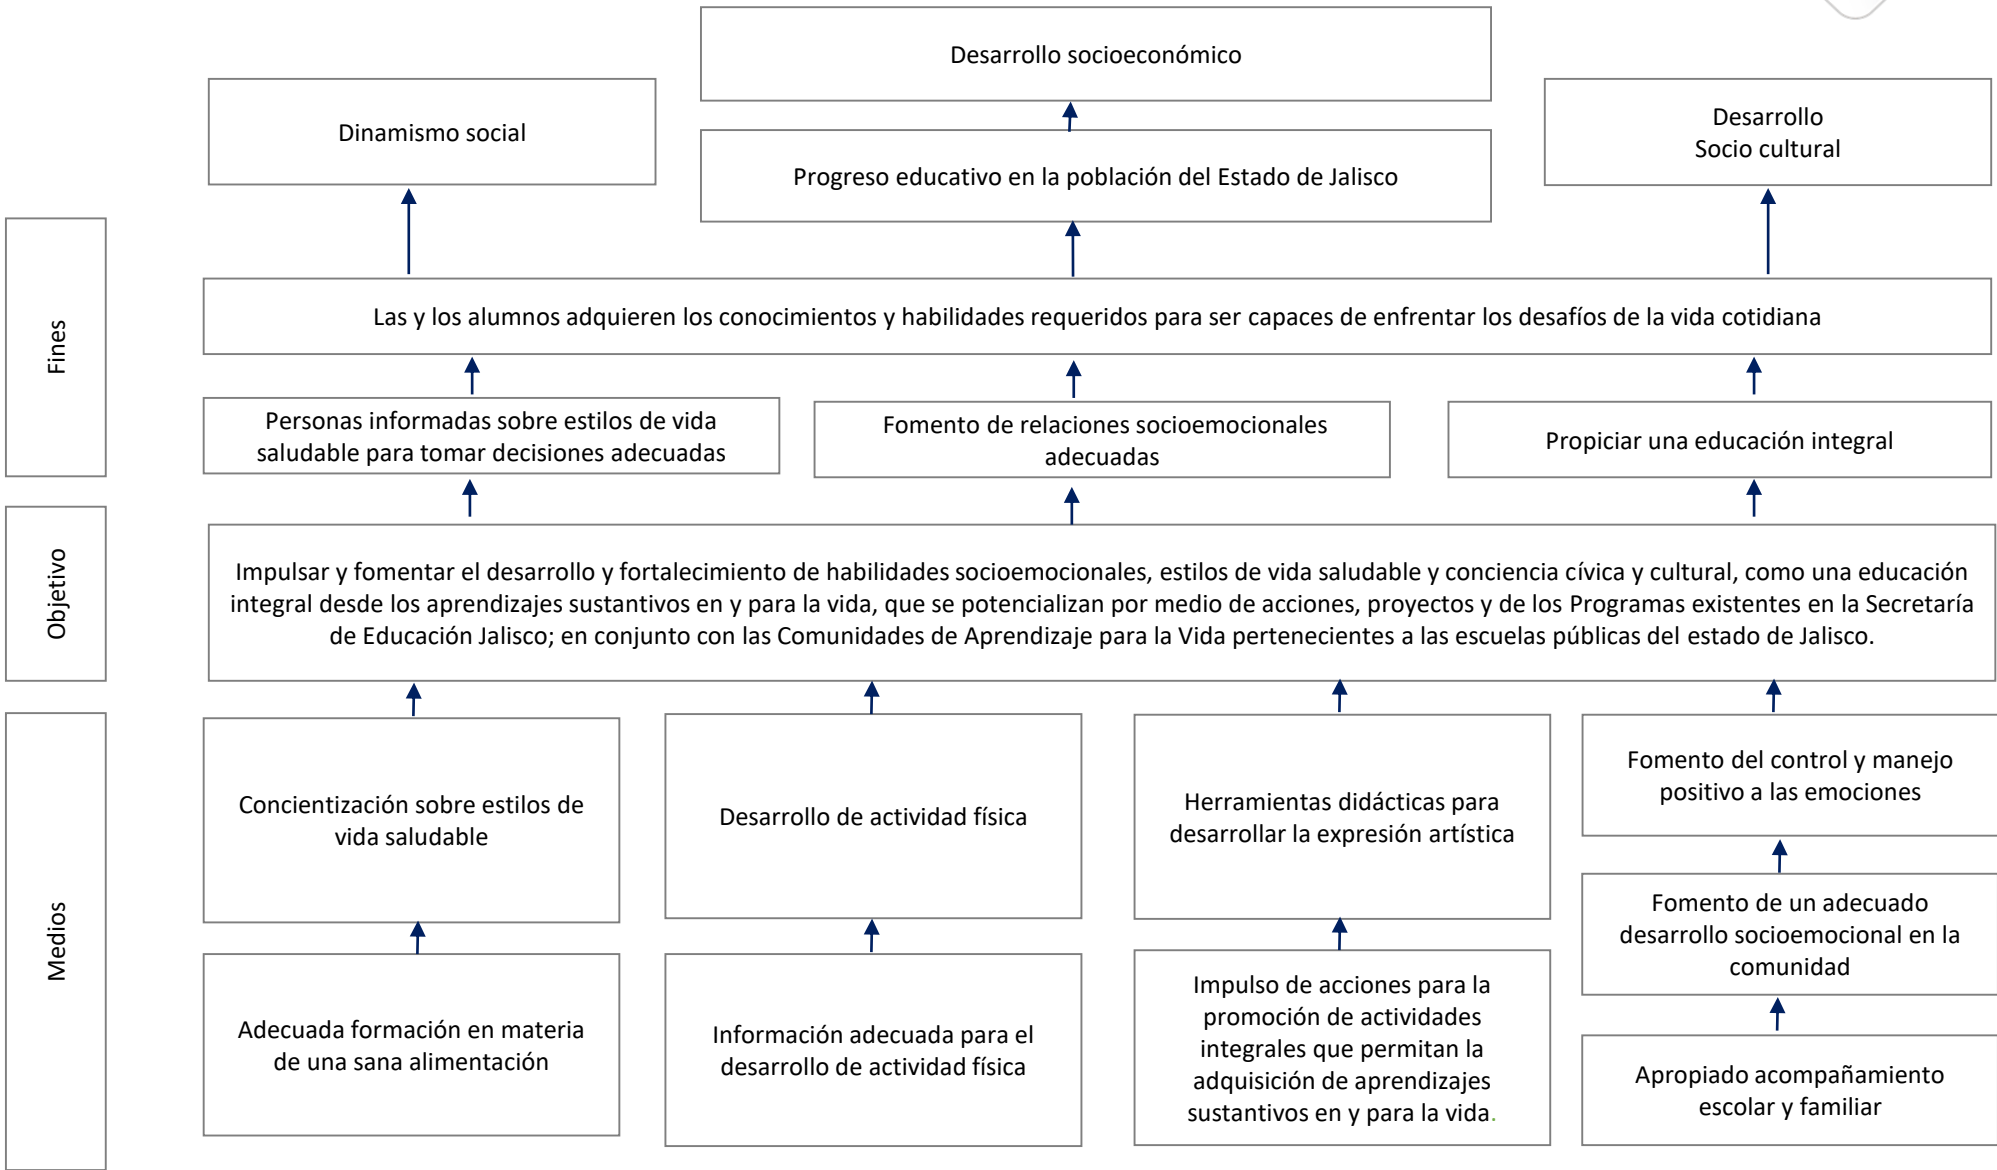 Desarrollo socioeconómico
Dinamismo social
Desarrollo
Socio cultural
Progreso educativo en la población del Estado de Jalisco
Fines
Las y los alumnos adquieren los conocimientos y habilidades requeridos para ser capaces de enfrentar los desafíos de la vida cotidiana
Personas informadas sobre estilos de vida
saludable para tomar decisiones adecuadas
Fomento de relaciones socioemocionales
adecuadas
Propiciar una educación integral
Objetivo
Impulsar y fomentar el desarrollo y fortalecimiento de habilidades socioemocionales, estilos de vida saludable y conciencia cívica y cultural, como una educación
integral desde los aprendizajes sustantivos en y para la vida, que se potencializan por medio de acciones, proyectos y de los Programas existentes en la Secretaría
de Educación Jalisco; en conjunto con las Comunidades de Aprendizaje para la Vida pertenecientes a las escuelas públicas del estado de Jalisco.
Medios
Concientización sobre estilos de
vida saludable
Desarrollo de actividad física
Herramientas didácticas para
desarrollar la expresión artística
Fomento del control y manejo
positivo a las emociones
Fomento de un adecuado
desarrollo socioemocional en la
comunidad
Adecuada formación en materia
de una sana alimentación
Información adecuada para el
desarrollo de actividad física
Impulso de acciones para la
promoción de actividades
integrales que permitan la
adquisición de aprendizajes
sustantivos en y para la vida.
Apropiado acompañamiento
escolar y familiar